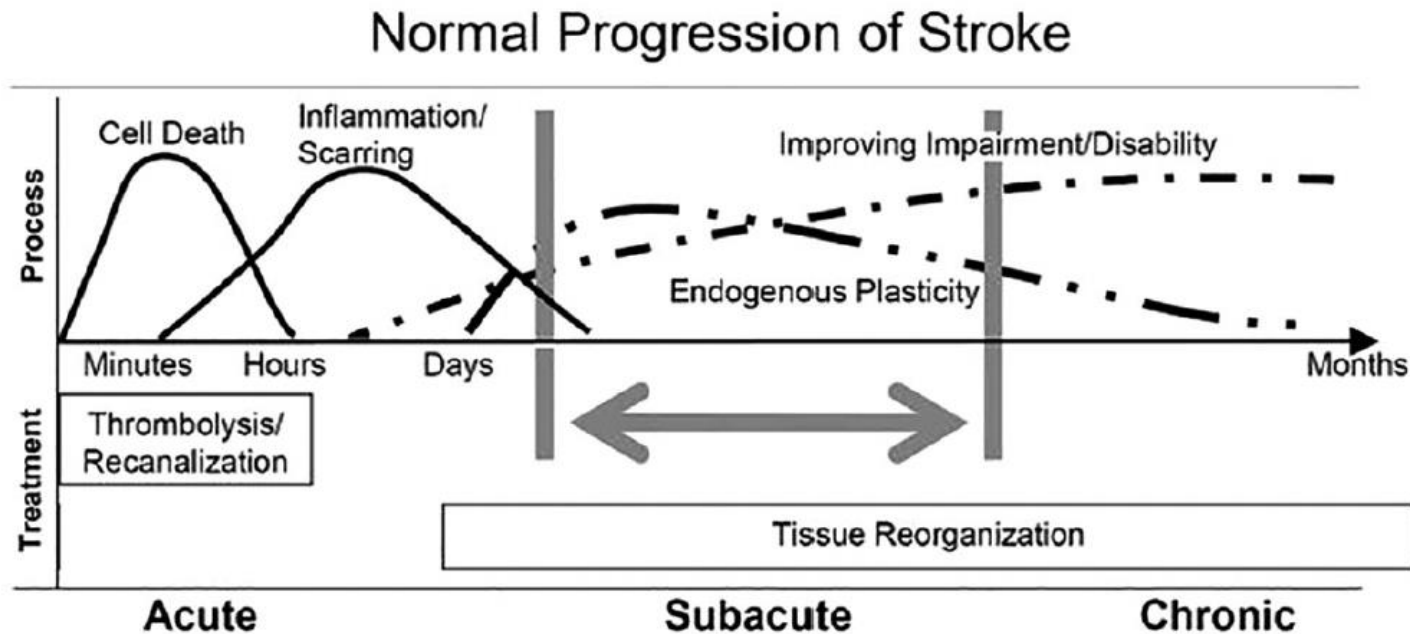 Normal Progression of Stroke
Process
Cell Death
Inflammation/
Scarring
Improving Impairment/Disability
Endogenous Plasticity
Minutes
Hours
Days
Months
Treatment
Thrombolysis/
Recanalization
Tissue Reorganization
Acute
Subacute
Chronic